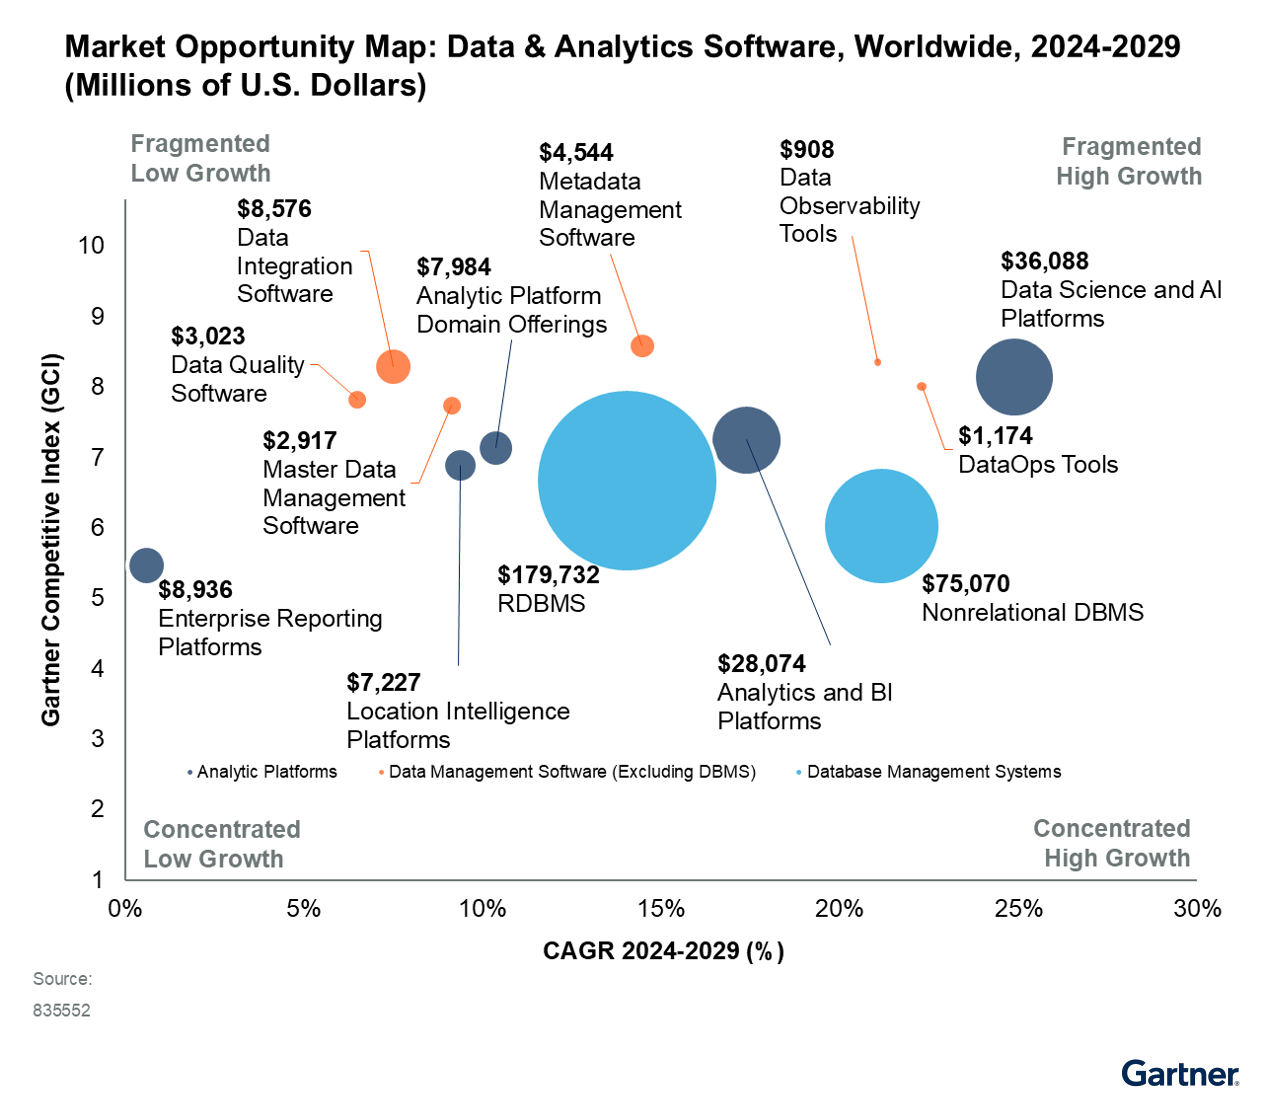 Market Opportunity Map: Data & Analytics Software, Worldwide, 2024-2029
(Millions of U.S. Dollars)
Fragmented
Low Growth
Fragmented
High Growth
$8,576
Data
Integration
Software
$4,544
Metadata
Management
Software
$908
Data
Observability
Tools
$36,088
Data Science and AI
Platforms
$7,984
Analytic Platform
Domain Offerings
$3,023
Data Quality
Software
$2,917
Master Data
Management
Software
$1,174
DataOps Tools
$8,936
Enterprise Reporting
Platforms
$179,732
RDBMS
$75,070
Nonrelational DBMS
$7,227
Location Intelligence
Platforms
$28,074
Analytics and BI
Platforms
Gartner Competitive Index (GCI)
10
9
8
7
6
5
4
3
2
1
Analytic Platforms
Data Management Software (Excluding DBMS)
Database Management Systems
Concentrated
Low Growth
Concentrated
High Growth
0%
5%
10%
15%
20%
25%
30%
CAGR 2024-2029 (%)
Source:
835552
Gartner®